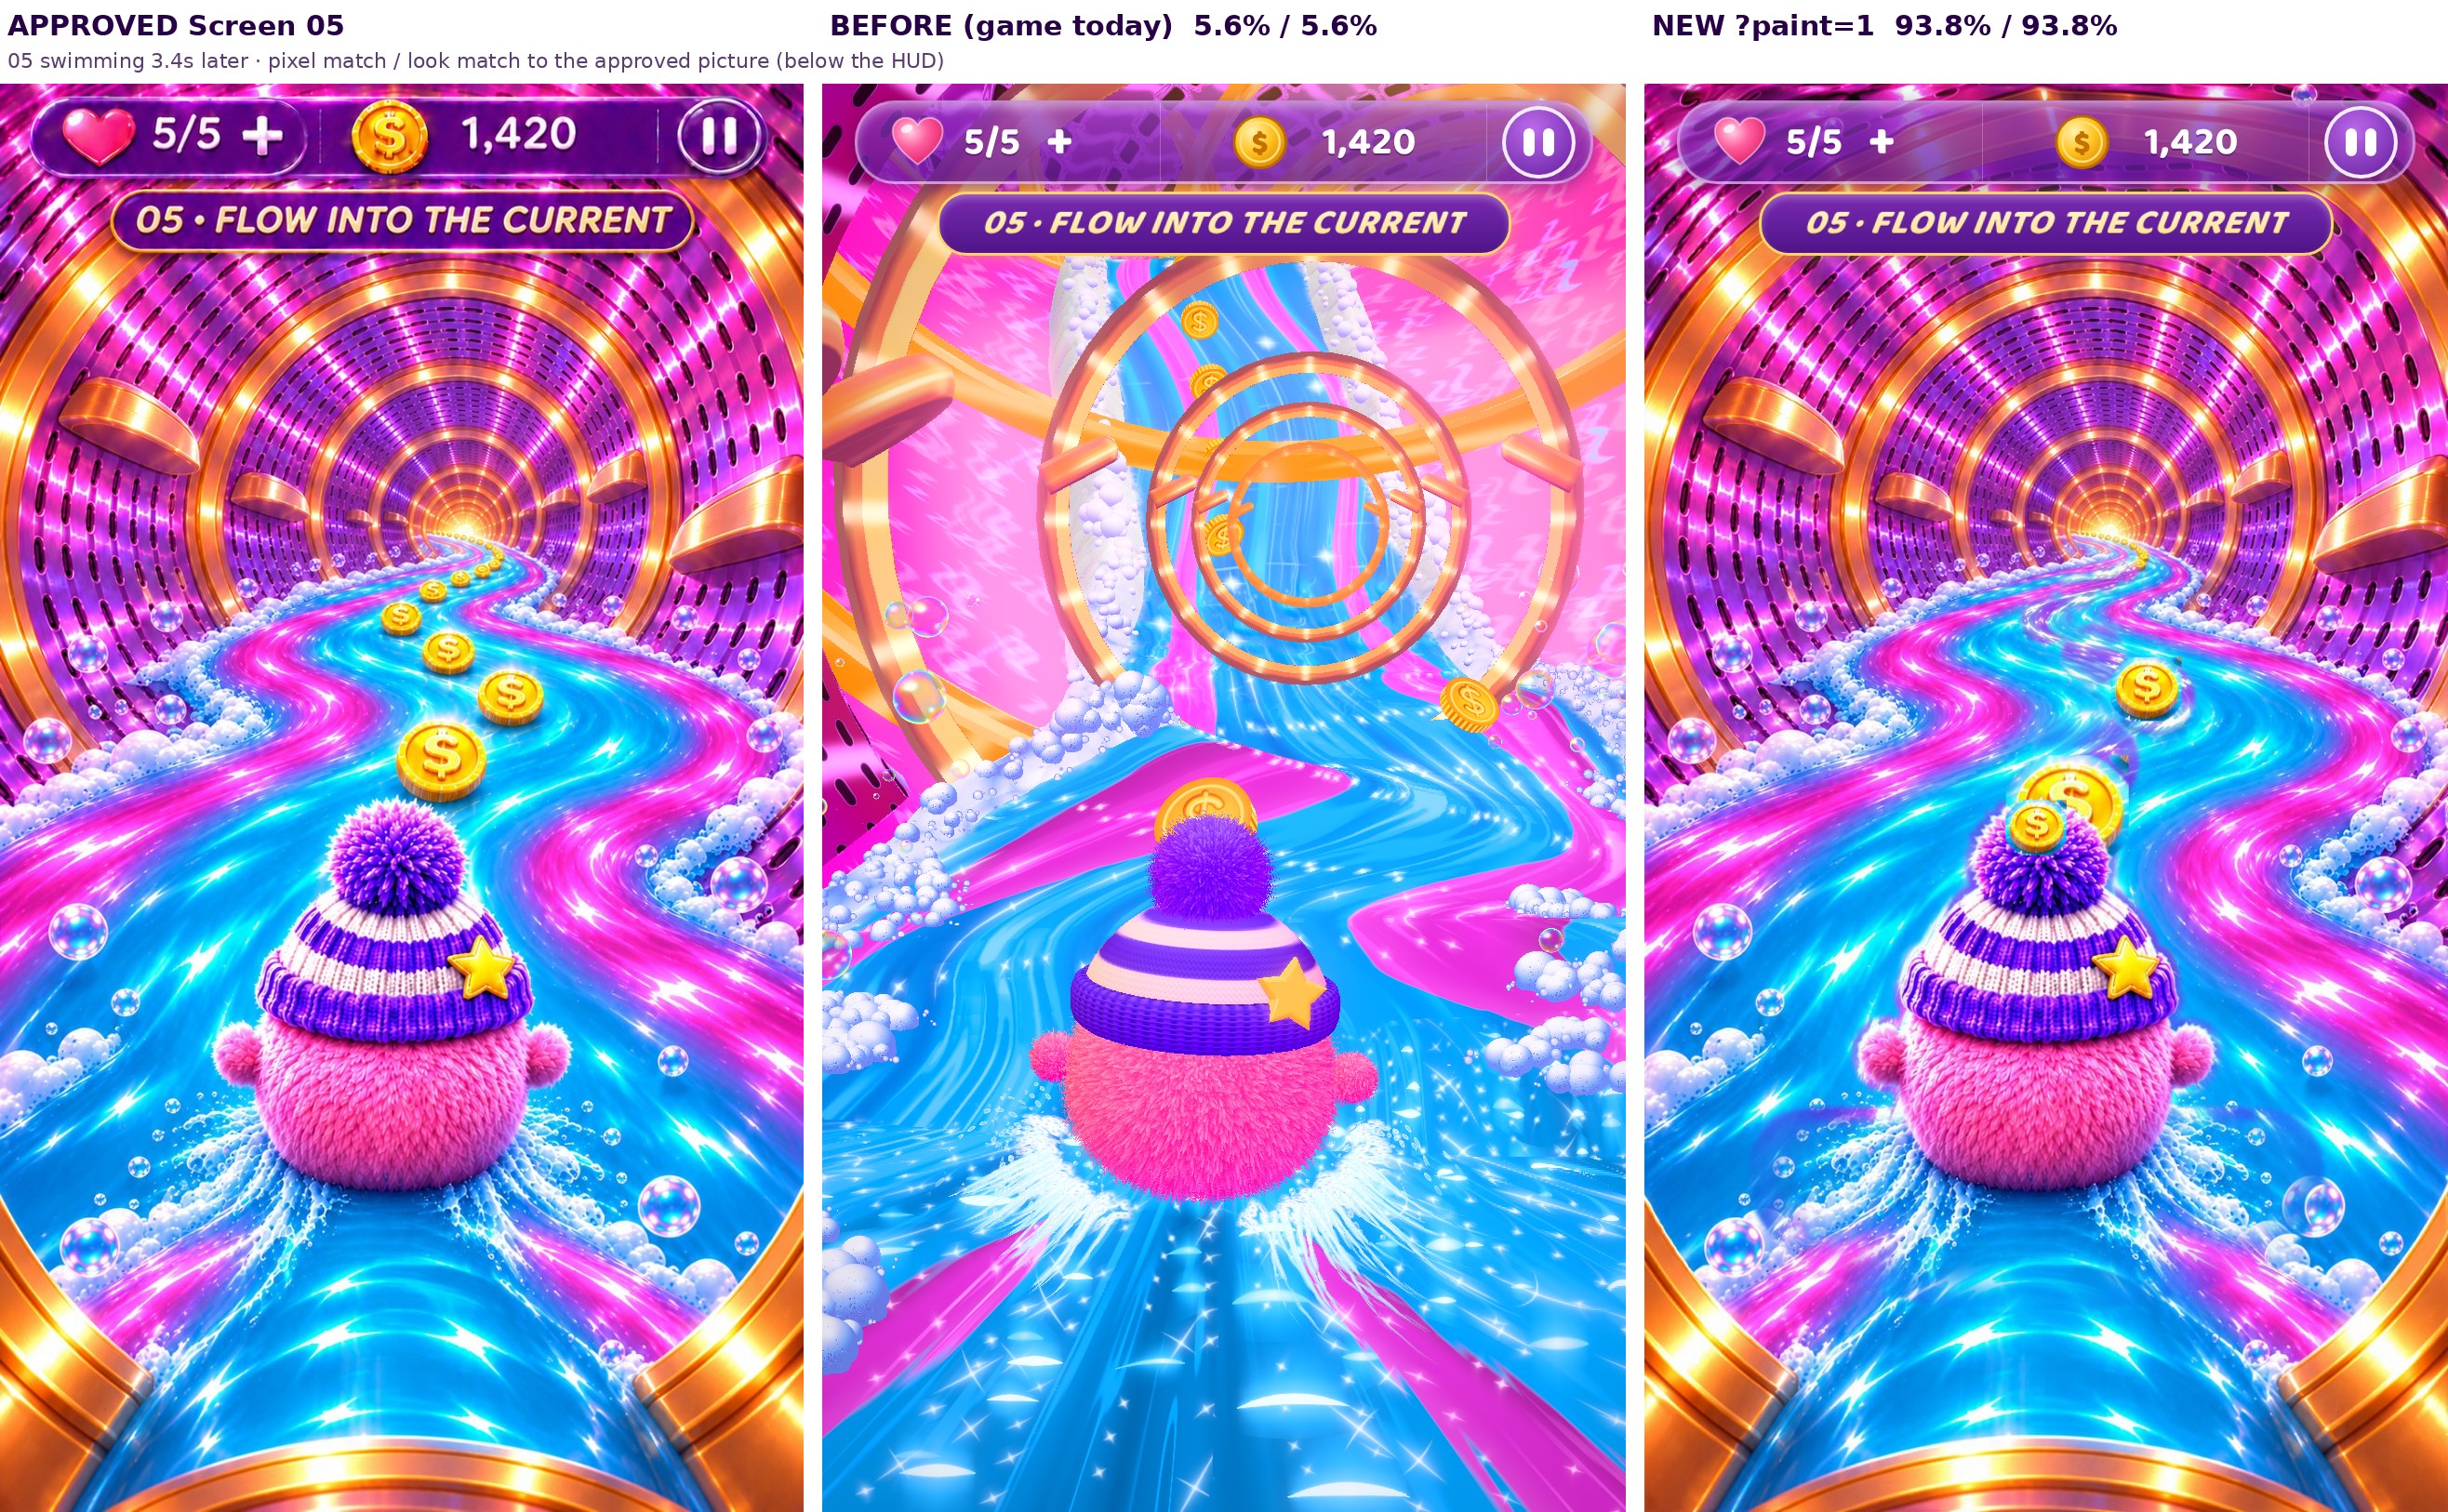 APPROVED Screen 05
BEFORE (game today)  5.6% / 5.6%
NEW ?paint=1  93.8% / 93.8%
05 swimming 3.4s later · pixel match / look match to the approved picture (below the HUD)
5/5 + $ 1,420
05 • FLOW INTO THE CURRENT
$
$
$
$
5/5 + $ 1,420
05 · FLOW INTO THE CURRENT
$
$
$
$
5/5 + $ 1,420
05 · FLOW INTO THE CURRENT
$
$
$